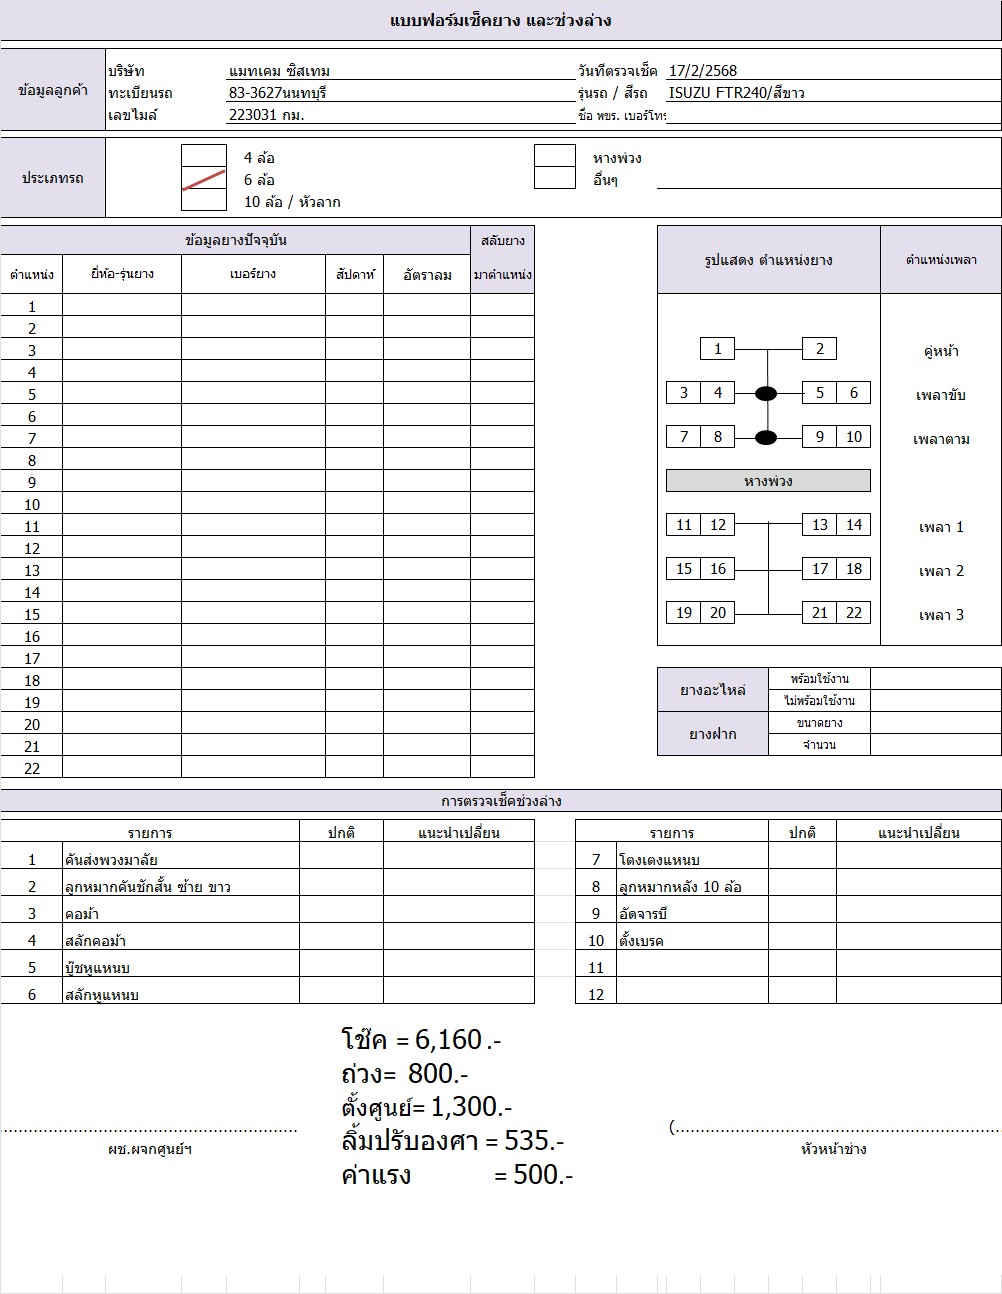 แบบฟอร์มเช็คยาง และช่วงล่าง
ข้อมูลลูกค้า
บริษัท แมทเคม ซิสเทม วันที่ตรวจเช็ค 17/2/2568
ทะเบียนรถ 83-3627นนทบุรี รุ่นรถ / สีรถ ISUZU FTR240/สีขาว
เลขไมล์ 223031 กม. ชื่อ พขร. เบอร์โทร
ประเภทรถ
4 ล้อ หางพ่วง
6 ล้อ อื่นๆ
10 ล้อ / หัวลาก
ข้อมูลยางปัจจุบัน สลับยาง
ตำแหน่ง ยี่ห้อ-รุ่นยาง เบอร์ยาง สัปดาห์ อัตราลม มาตำแหน่ง
1
2
3
4
5
6
7
8
9
10
11
12
13
14
15
16
17
18
19
20
21
22
รูปแสดง ตำแหน่งยาง ตำแหน่งเพลา
1 2 คู่หน้า
3 4 5 6 เพลาขับ
7 8 9 10 เพลาตาม
หางพ่วง
11 12 13 14 เพลา 1
15 16 17 18 เพลา 2
19 20 21 22 เพลา 3
ยางอะไหล่ พร้อมใช้งาน
ไม่พร้อมใช้งาน
ยางฝาก ขนาดยาง
จำนวน
การตรวจเช็คช่วงล่าง
รายการ ปกติ แนะนำเปลี่ยน รายการ ปกติ แนะนำเปลี่ยน
1 คันส่งพวงมาลัย 7 โตงเตงแหนบ
2 ลูกหมากคันชักสั้น ซ้าย ขาว 8 ลูกหมากหลัง 10 ล้อ
3 คอม้า 9 อัดจารบี
4 สลักคอม้า 10 ตั้งเบรค
5 บู๊ชหูแหนบ 11
6 สลักหูแหนบ 12
โช๊ค = 6,160 .-
ถ่วง= 800.-
ตั้งศูนย์= 1,300.-
ลิ้มปรับองศา = 535.-
ค่าแรง = 500.-
............................................................ (.................................................................
ผช.ผจกศูนย์ฯ หัวหน้าช่าง